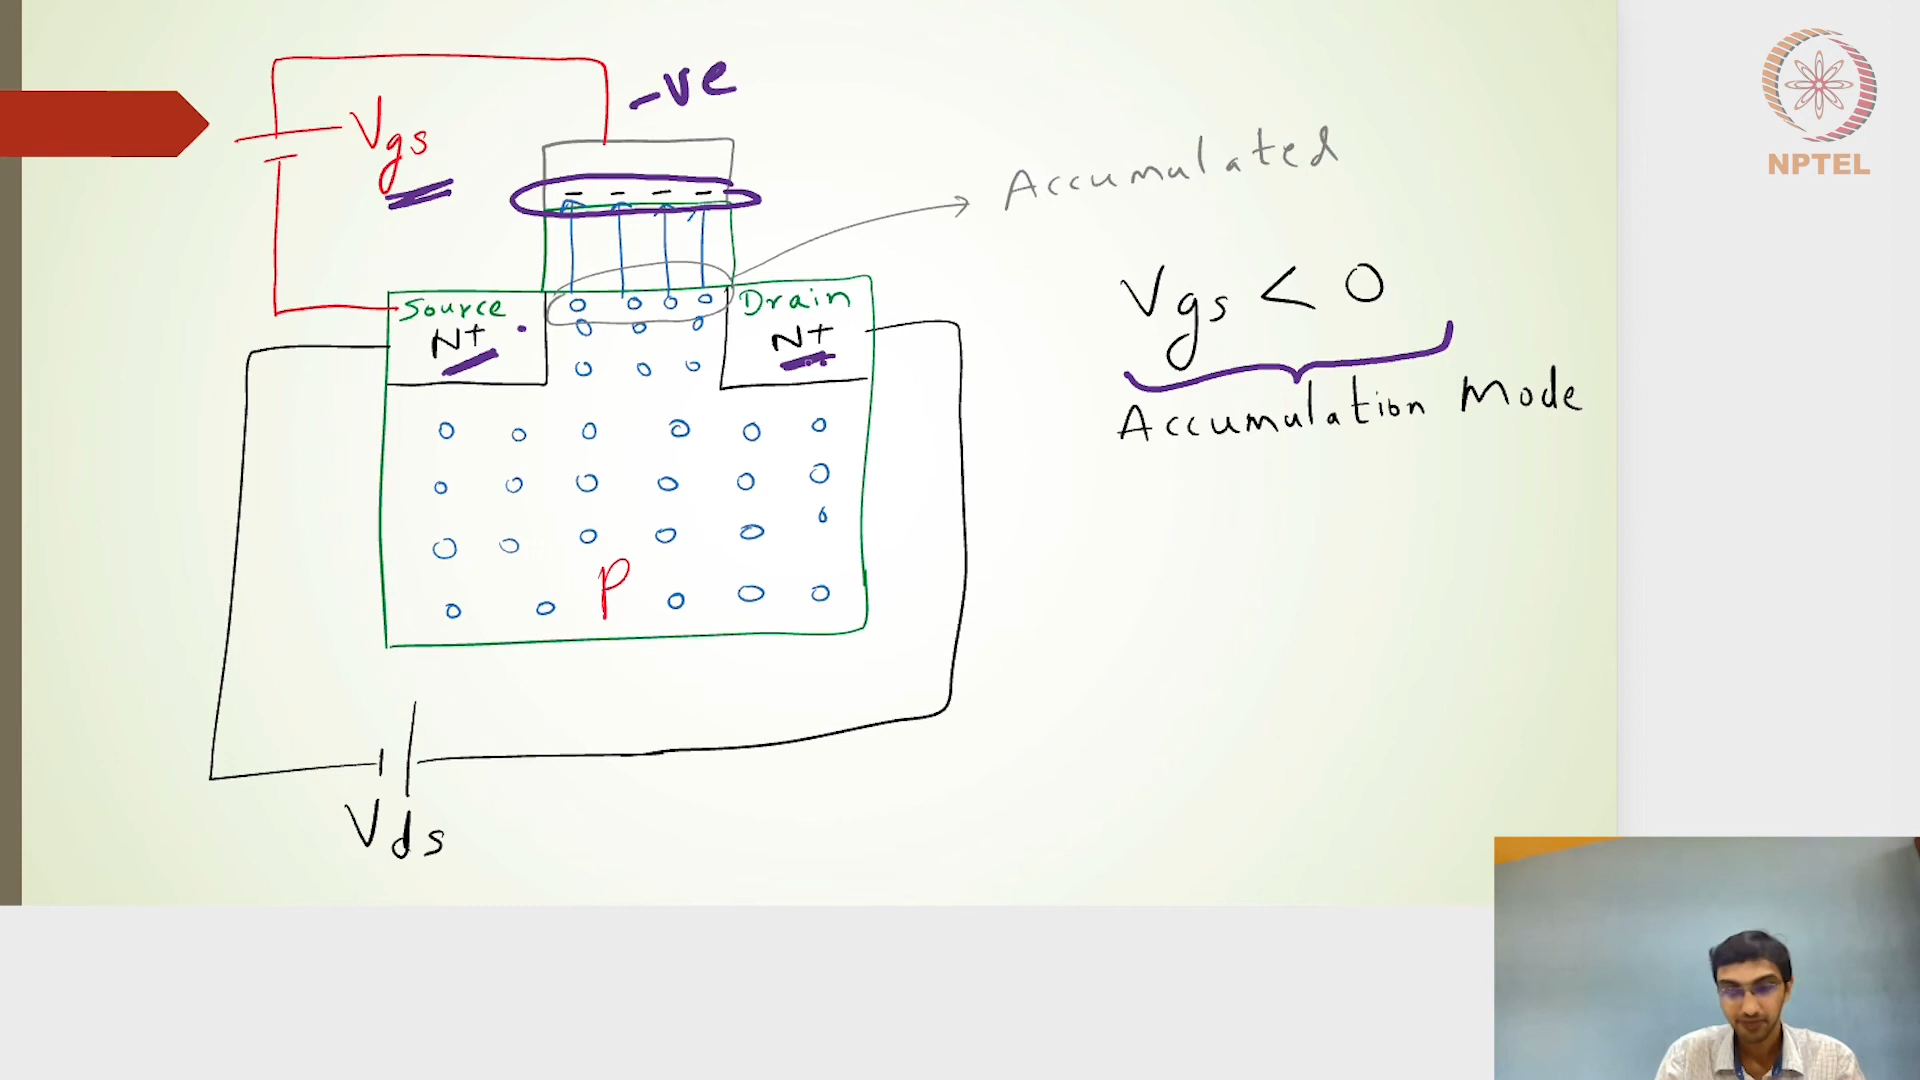 -ve
Vgs
Accumulated
Source
N+
Drain
N+
Vgs < 0
Accumulation Mode
P
Vds
NPTEL